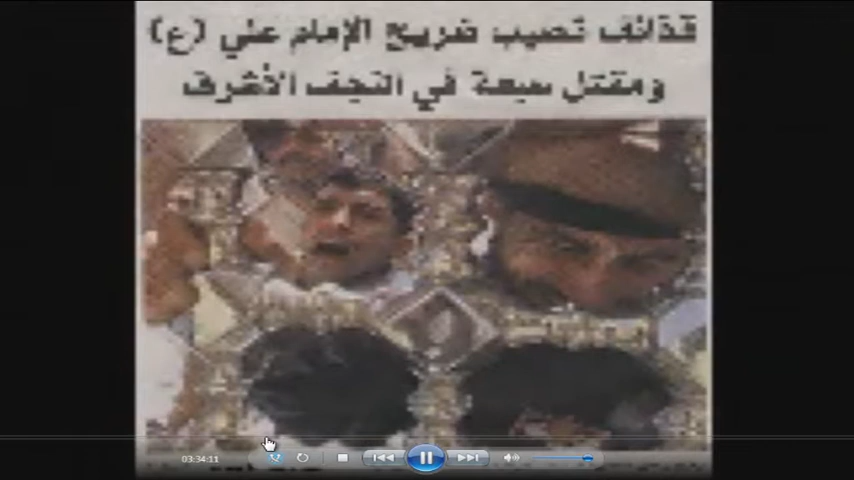 قذائف تصيب ضريح الإمام علي (ع)
ومقتل سبعة في النجف الأشرف
03:34:11